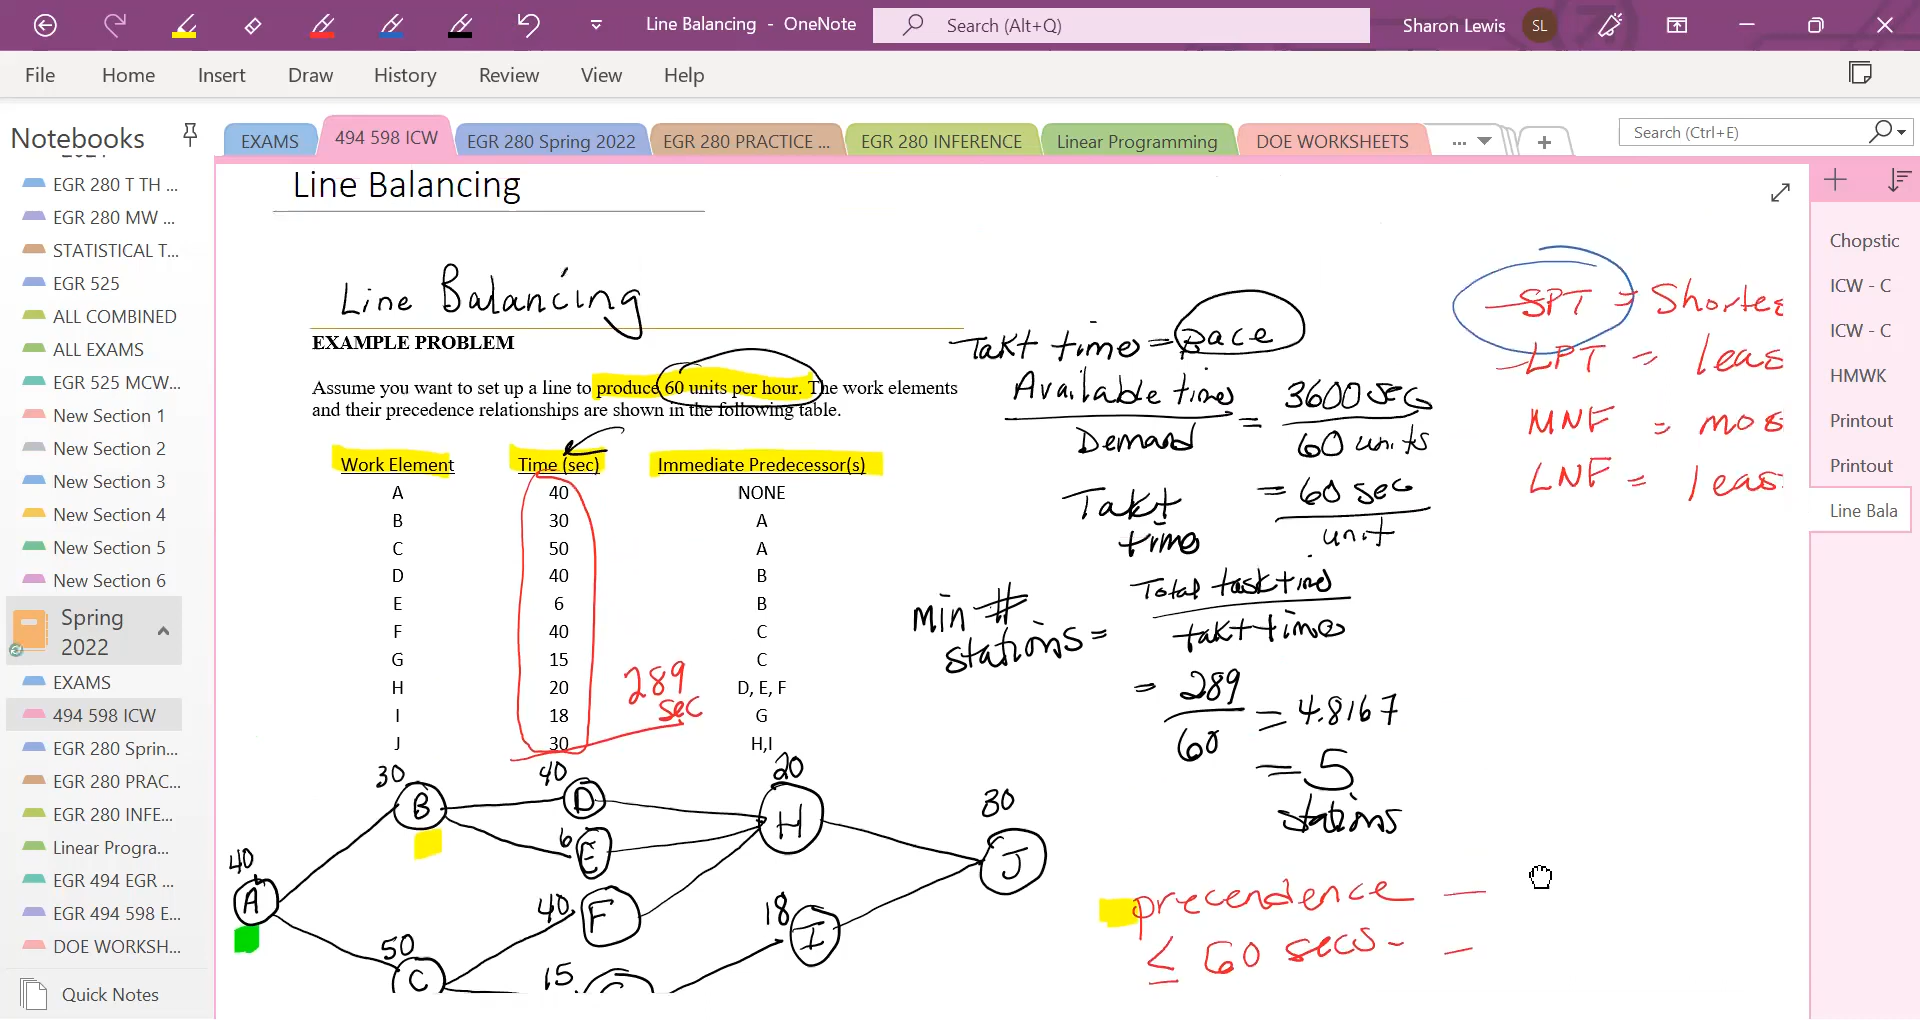 Line Balancing - OneNote
Search (Alt+Q)
Sharon Lewis
SL
File Home Insert Draw History Review View Help
Notebooks
EXAMS
494 598 ICW
EGR 280 Spring 2022
EGR 280 PRACTICE ...
EGR 280 INFERENCE
Linear Programming
DOE WORKSHEETS
...
Search (Ctrl+E)
EGR 280 T TH ...
EGR 280 MW ...
STATISTICAL T...
EGR 525
ALL COMBINED
ALL EXAMS
EGR 525 MCW...
New Section 1
New Section 2
New Section 3
New Section 4
New Section 5
New Section 6
Spring
2022
EXAMS
494 598 ICW
EGR 280 Sprin...
EGR 280 PRAC...
EGR 280 INFE...
Linear Progra...
EGR 494 EGR ...
EGR 494 598 E...
DOE WORKSH...
Quick Notes
Line Balancing
Line Balancing
EXAMPLE PROBLEM
Assume you want to set up a line to produce 60 units per hour. The work elements
and their precedence relationships are shown in the following table.
Work Element Time (sec) Immediate Predecessor(s)
A 40 NONE
B 30 A
C 50 A
D 40 B
E 6 B
F 40 C
G 15 C
H 20 D, E, F
I 18 G
J 30 H,I
289
sec
30 40 20
B D H
30
6 E J
40
A 40 F 18 I
50
C 15
Takt time = pace
Available time = 3600 sec
Demand 60 units
Takt = 60 sec
time unit
min # Total task time
stations = takt time
= 289 = 4.8167
60
= 5
stations
precendence —
≤ 60 secs - —
SPT = Shorte
LPT = leas
MNF = mos
LNF = leas
Chopstic
ICW - C
ICW - C
HMWK
Printout
Printout
Line Bala